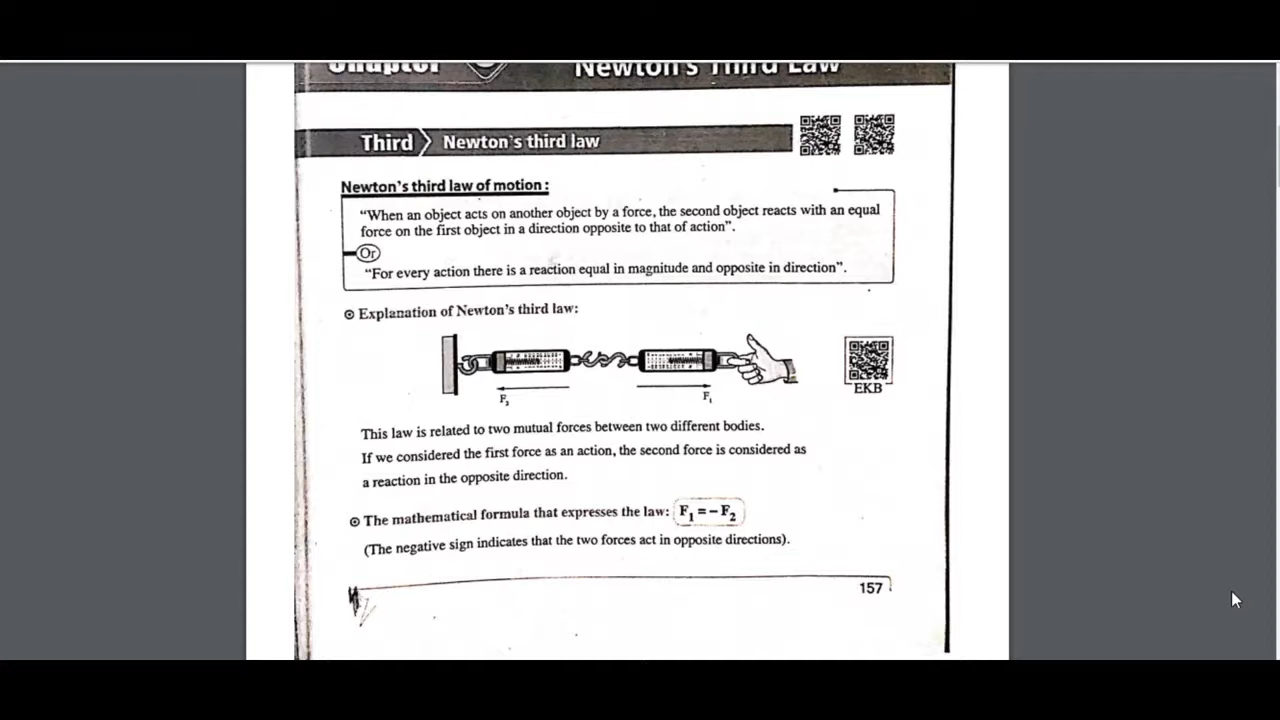 Chapter
Newton's Third Law
Third Newton's third law
Newton's third law of motion:
"When an object acts on another object by a force, the second object reacts with an equal
force on the first object in a direction opposite to that of action".
Or
"For every action there is a reaction equal in magnitude and opposite in direction".
Explanation of Newton's third law:
EKB
F₂ F₁
This law is related to two mutual forces between two different bodies.
If we considered the first force as an action, the second force is considered as
a reaction in the opposite direction.
The mathematical formula that expresses the law: F₁ = – F₂
(The negative sign indicates that the two forces act in opposite directions).
157